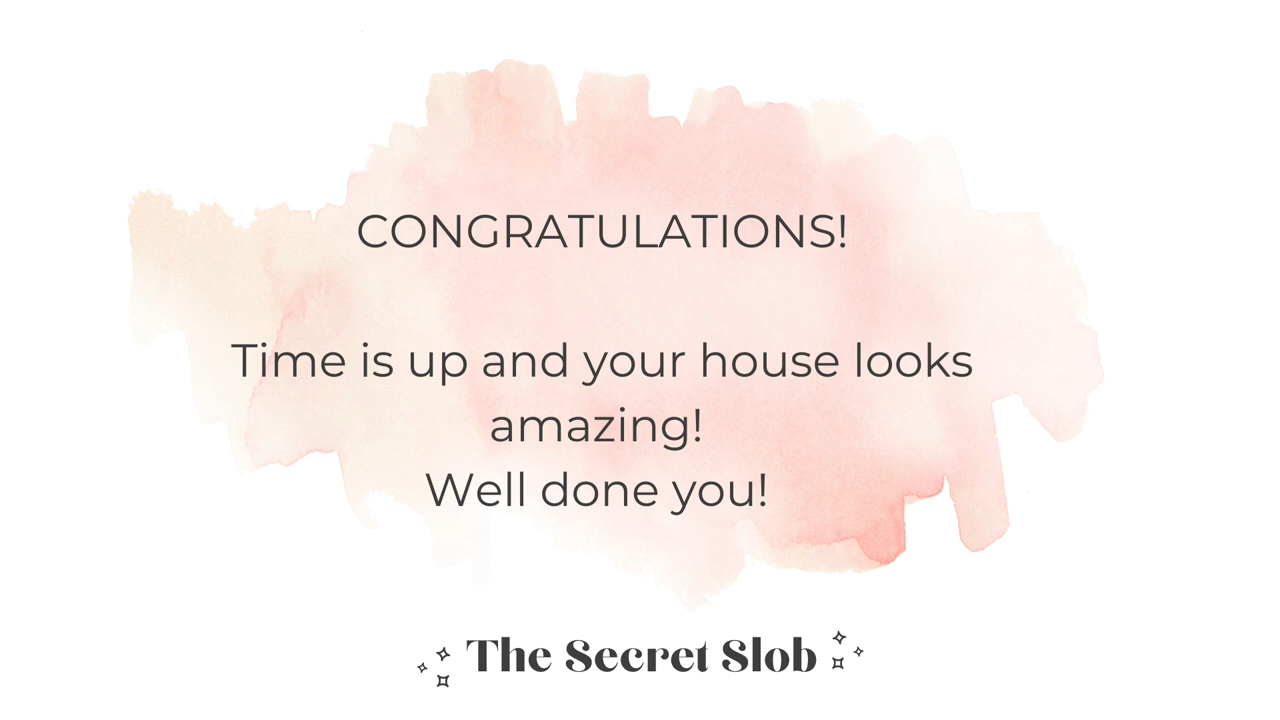 CONGRATULATIONS!
Time is up and your house looks
amazing!
Well done you!
The Secret Slob